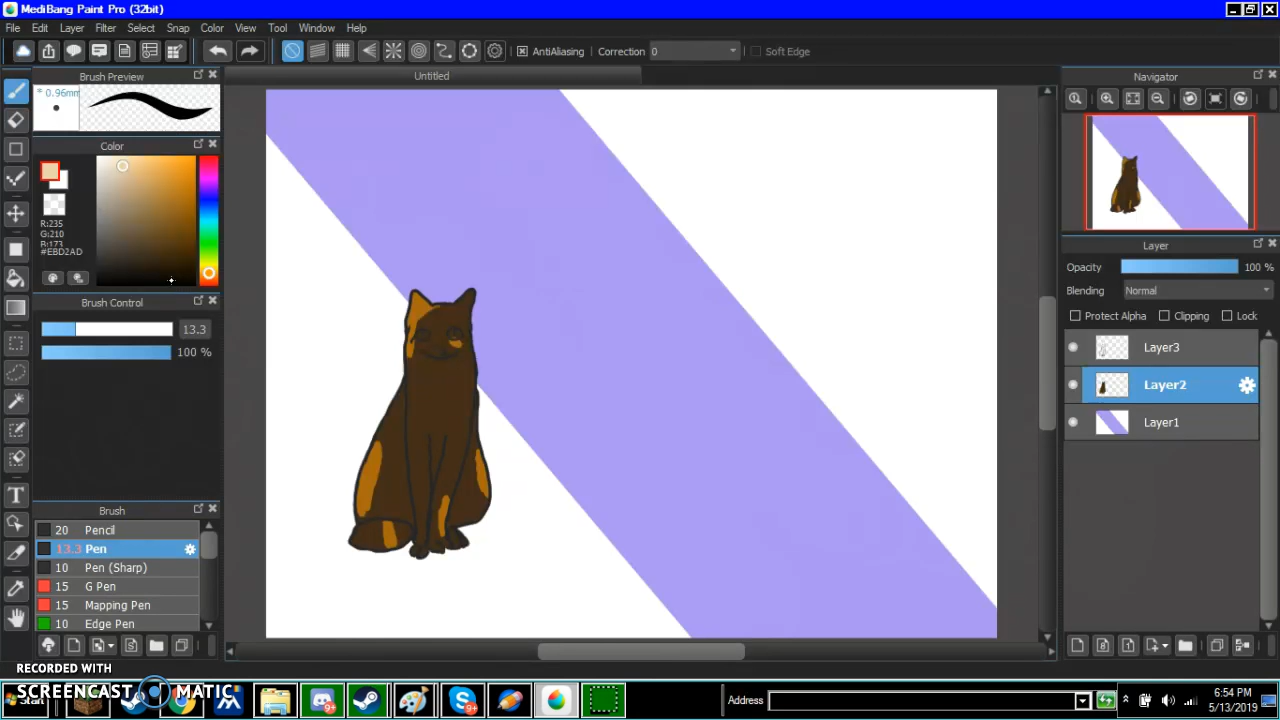 MediBang Paint Pro (32bit)
File Edit Layer Filter Select Snap Color View Tool Window Help
AntiAliasing Correction 0 Soft Edge
Brush Preview
Untitled
Navigator
* 0.96mm
Color
R:235
G:210
B:173
#EBD2AD
Layer
Opacity 100 %
Blending Normal
Protect Alpha Clipping Lock
Brush Control
13.3
100 %
Layer3
Layer2
Layer1
T
Brush
20 Pencil
13.3 Pen
10 Pen (Sharp)
15 G Pen
15 Mapping Pen
10 Edge Pen
RECORDED WITH
SCREENCAST MATIC
Start
Address
6:54 PM
5/13/2019